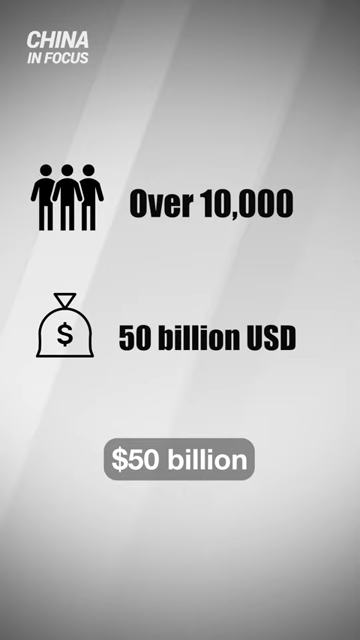 CHINA
IN FOCUS
Over 10,000
$
50 billion USD
$50 billion